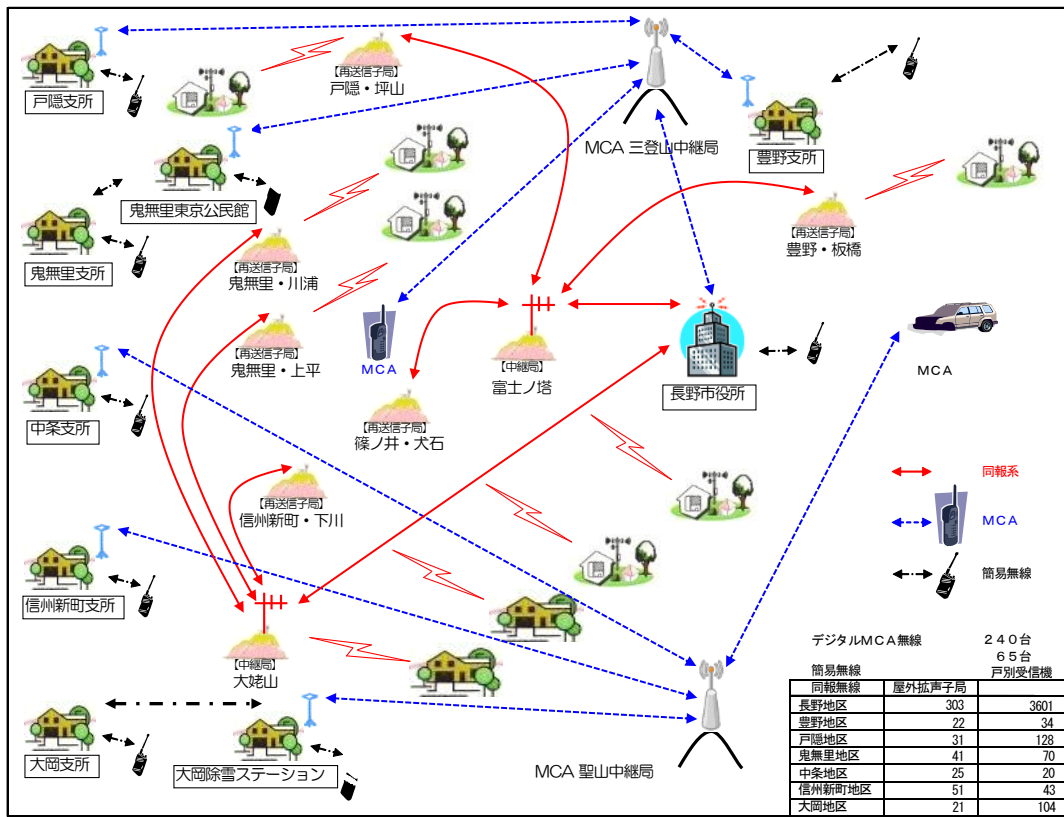 【再送信子局】
戸隠・坪山
戸隠支所
MCA 三登山中継局
豊野支所
鬼無里東京公民館
【再送信子局】
豊野・板橋
鬼無里支所
【再送信子局】
鬼無里・川浦
【再送信子局】
鬼無里・上平
MCA
【中継局】
富士ノ塔
長野市役所
MCA
中条支所
【再送信子局】
篠ノ井・犬石
【再送信子局】
信州新町・下川
同報系
MCA
簡易無線
信州新町支所
【中継局】
大姥山
大岡支所
大岡除雪ステーション
MCA 聖山中継局
デジタルMCA無線 240台
簡易無線 65台
戸別受信機
同報無線 屋外拡声子局
長野地区 303 3601
豊野地区 22 34
戸隠地区 31 128
鬼無里地区 41 70
中条地区 25 20
信州新町地区 51 43
大岡地区 21 104